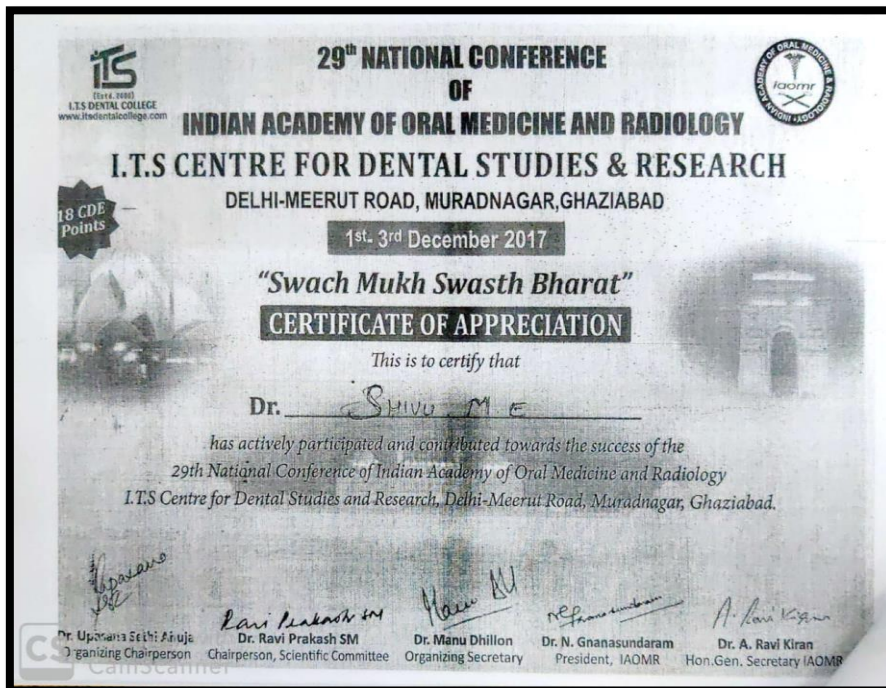 29th NATIONAL CONFERENCE
OF
INDIAN ACADEMY OF ORAL MEDICINE AND RADIOLOGY
ITS
(Estd. 2000)
I.T.S DENTAL COLLEGE
www.itsdentalcollege.com
INDIAN ACADEMY OF ORAL MEDICINE & RADIOLOGY
iaomr
I.T.S CENTRE FOR DENTAL STUDIES & RESEARCH
DELHI-MEERUT ROAD, MURADNAGAR,GHAZIABAD
18 CDE
Points
1st- 3rd December 2017
"Swach Mukh Swasth Bharat"
CERTIFICATE OF APPRECIATION
This is to certify that
Dr. SHIVU M E
has actively participated and contributed towards the success of the
29th National Conference of Indian Academy of Oral Medicine and Radiology
I.T.S Centre for Dental Studies and Research, Delhi-Meerut Road, Muradnagar, Ghaziabad.
Upasana
Ravi Prakash SM
Manu
N Gnanasundaram
A. Ravi Kiran
Dr. Upasana Sethi Ahuja
Organizing Chairperson
Dr. Ravi Prakash SM
Chairperson, Scientific Committee
Dr. Manu Dhillon
Organizing Secretary
Dr. N. Gnanasundaram
President, IAOMR
Dr. A. Ravi Kiran
Hon.Gen. Secretary IAOMR
CS CamScanner